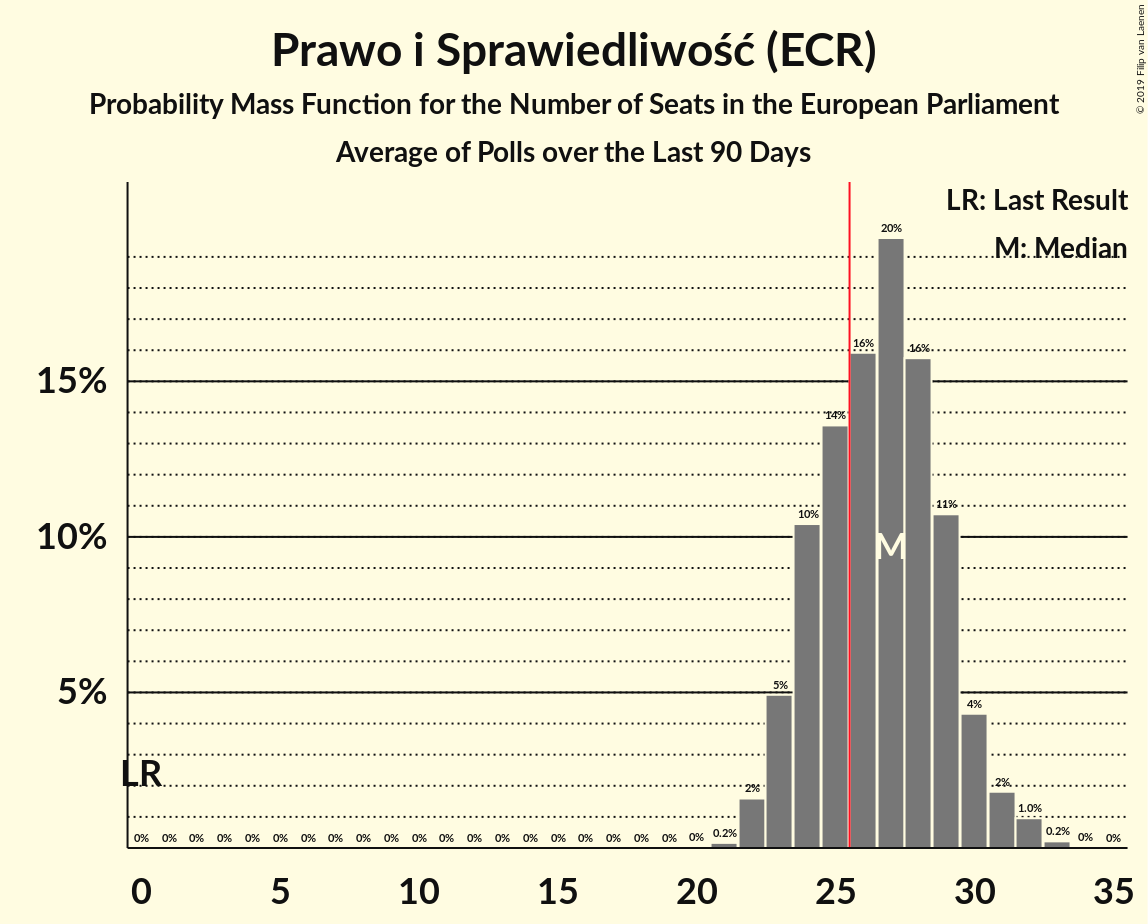 Prawo i Sprawiedliwość (ECR)
Probability Mass Function for the Number of Seats in the European Parliament
Average of Polls over the Last 90 Days
© 2019 Filip van Laenen
LR: Last Result
M: Median
20%
16%
16%
15%
14%
11%
10%
10%
M
5%
5%
4%
LR
2%
2%
1.0%
0% 0% 0% 0% 0% 0% 0% 0% 0% 0% 0% 0% 0% 0% 0% 0% 0% 0% 0% 0% 0% 0.2% 0.2% 0% 0%
0 5 10 15 20 25 30 35